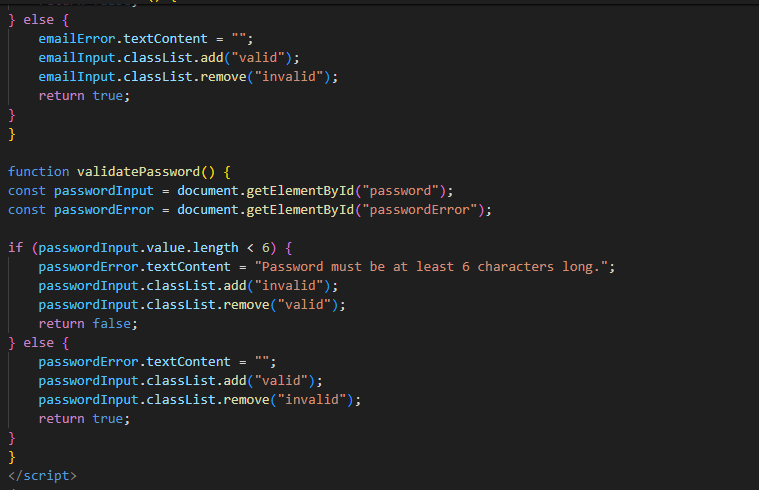 } else {
    emailError.textContent = "";
    emailInput.classList.add("valid");
    emailInput.classList.remove("invalid");
    return true;
}
}

function validatePassword() {
const passwordInput = document.getElementById("password");
const passwordError = document.getElementById("passwordError");

if (passwordInput.value.length < 6) {
    passwordError.textContent = "Password must be at least 6 characters long.";
    passwordInput.classList.add("invalid");
    passwordInput.classList.remove("valid");
    return false;
} else {
    passwordError.textContent = "";
    passwordInput.classList.add("valid");
    passwordInput.classList.remove("invalid");
    return true;
}
}
</script>